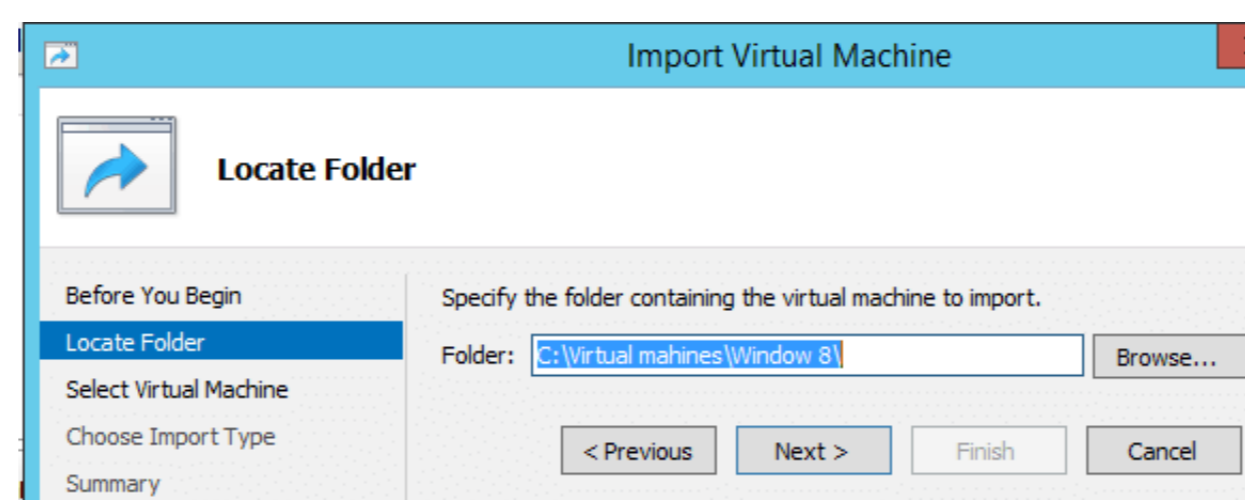 Import Virtual Machine
Locate Folder
Before You Begin
Locate Folder
Select Virtual Machine
Choose Import Type
Summary
Specify the folder containing the virtual machine to import.
Folder: C:\Virtual mahines\Window 8\ Browse...
< Previous Next > Finish Cancel